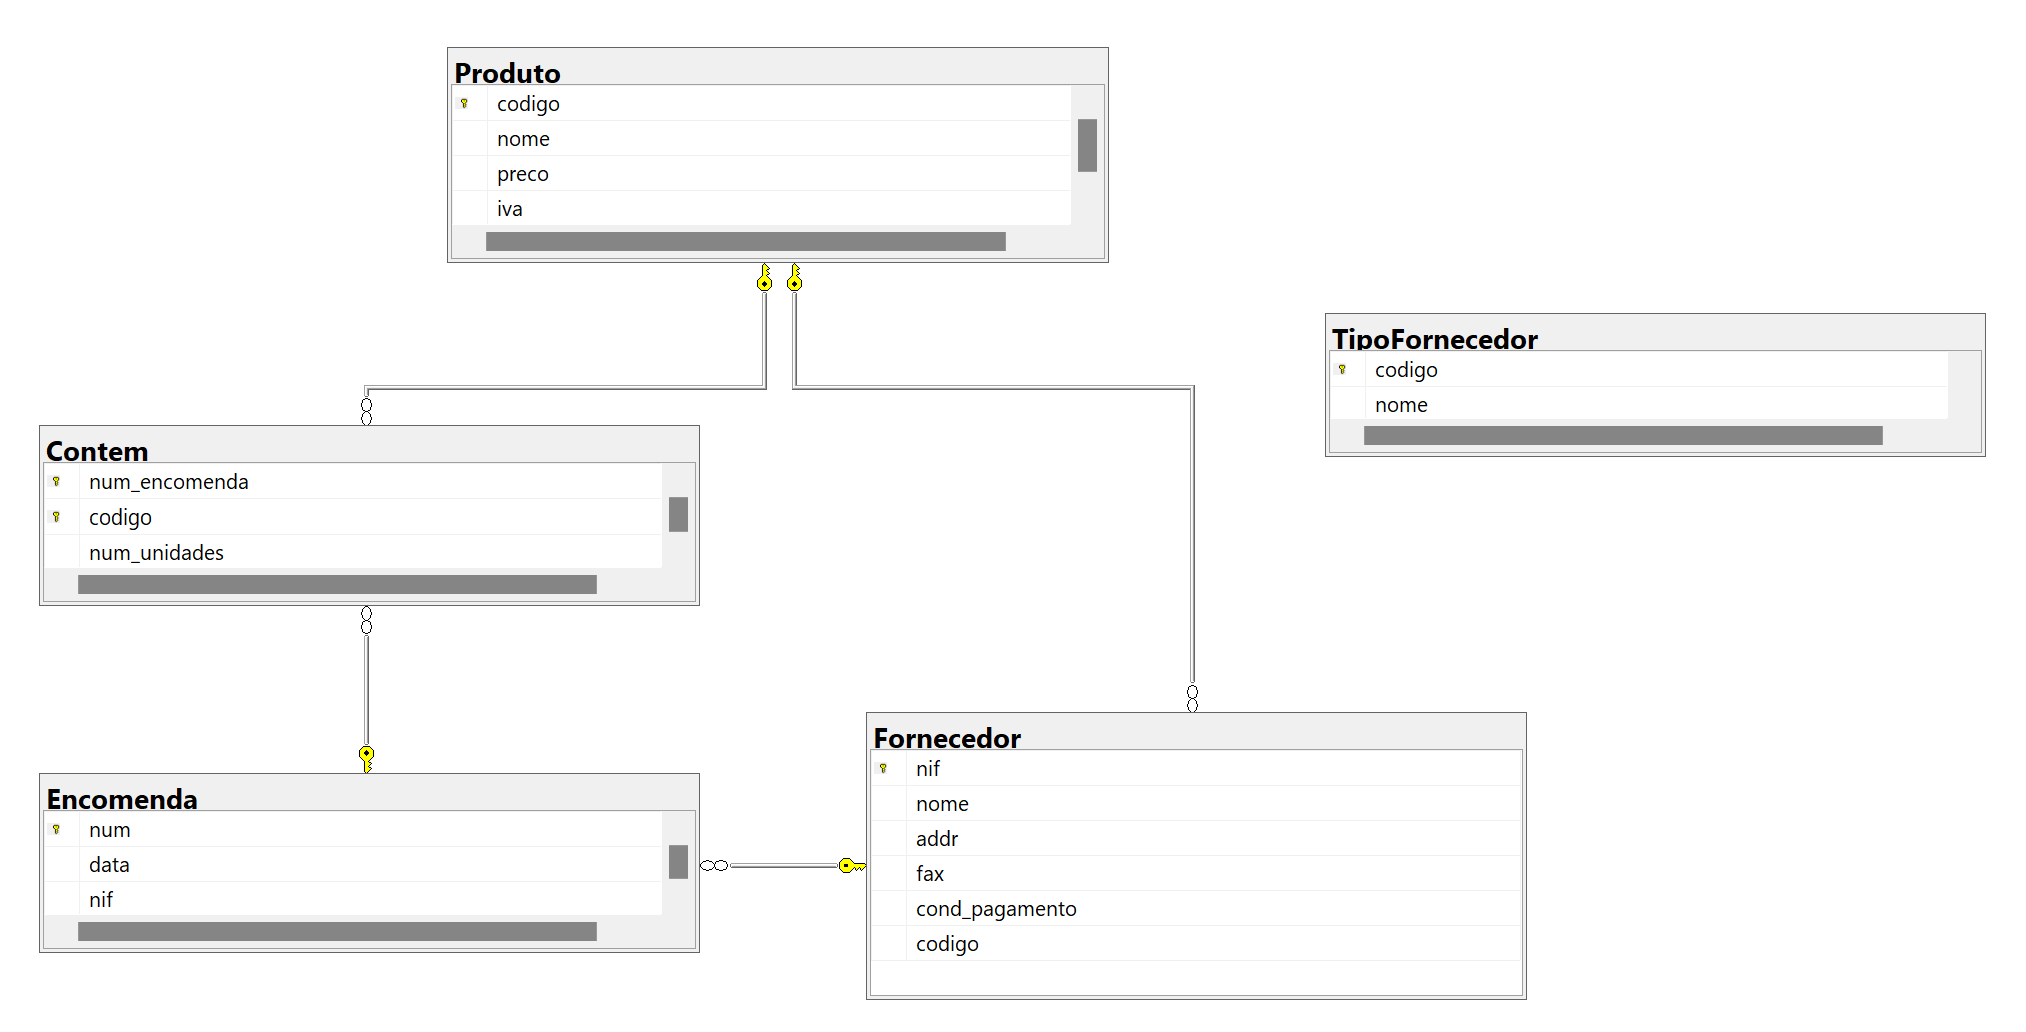 Produto
codigo
nome
preco
iva
TipoFornecedor
codigo
nome
Contem
num_encomenda
codigo
num_unidades
Encomenda
num
data
nif
Fornecedor
nif
nome
addr
fax
cond_pagamento
codigo